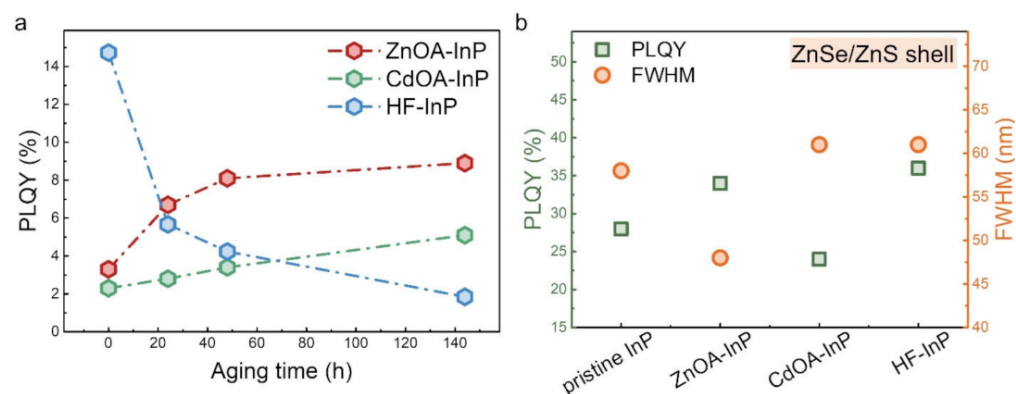 a
ZnOA-InP
CdOA-InP
HF-InP
PLQY (%)
14
12
10
8
6
4
2
0
0 20 40 60 80 100 120 140
Aging time (h)
b
PLQY
FWHM
ZnSe/ZnS shell
PLQY (%)
50
45
40
35
30
25
20
15
FWHM (nm)
70
65
60
55
50
45
40
pristine InP
ZnOA-InP
CdOA-InP
HF-InP